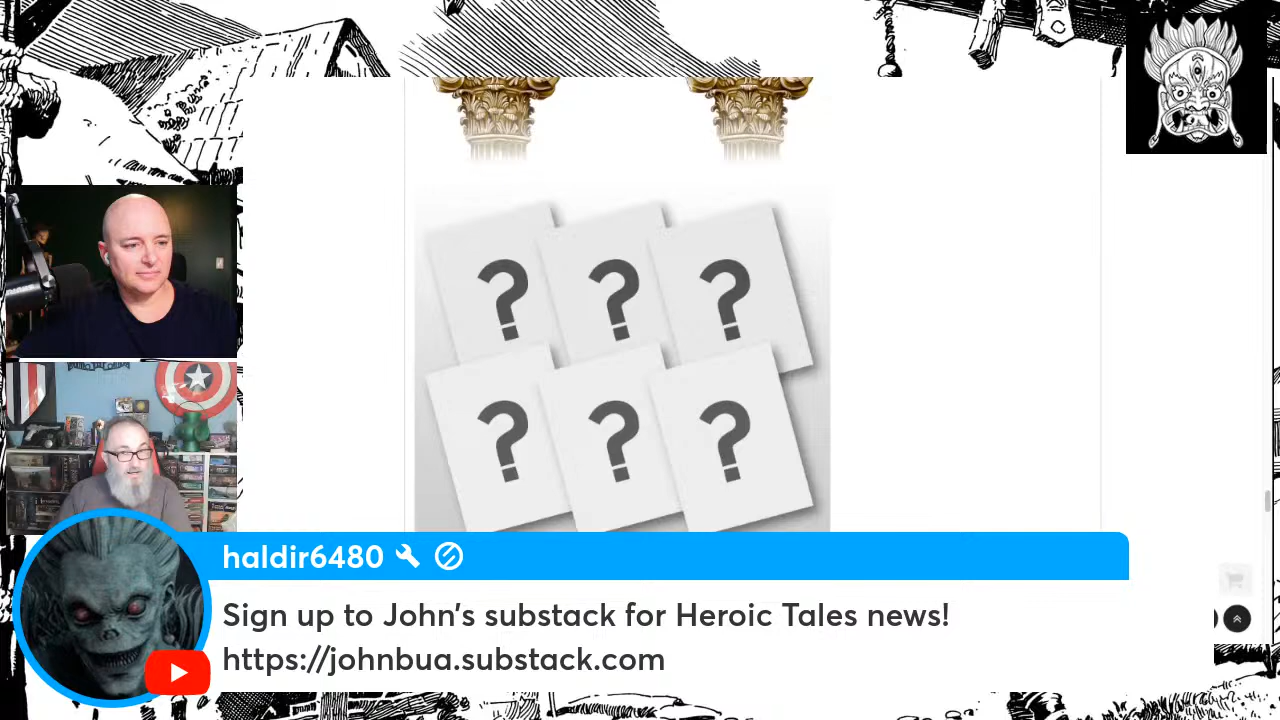 ? ? ?
? ? ?
haldir6480
Sign up to John's substack for Heroic Tales news!
https://johnbua.substack.com